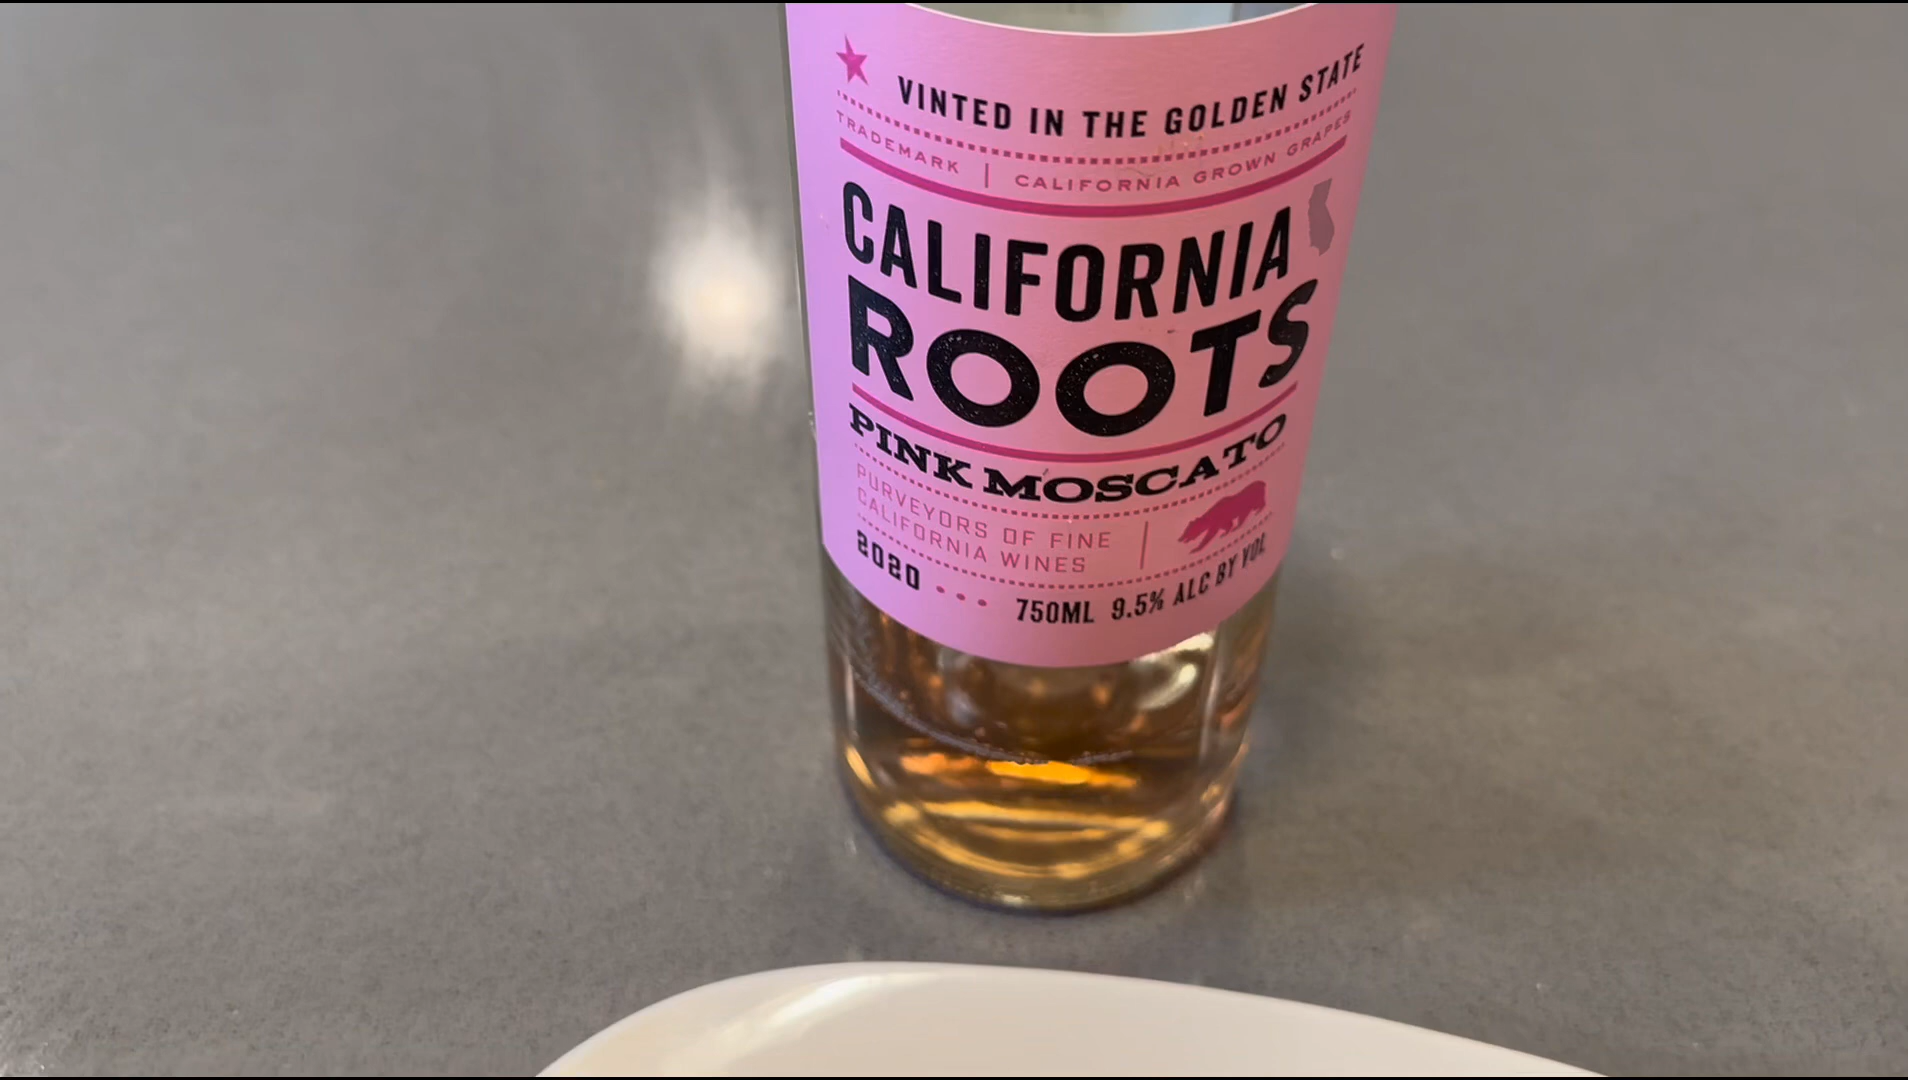 VINTED IN THE GOLDEN STATE
TRADEMARK | CALIFORNIA GROWN GRAPES
CALIFORNIA
ROOTS
PINK MOSCATO
PURVEYORS OF FINE
CALIFORNIA WINES
2020 ••• 750ML 9.5% ALC BY VOL